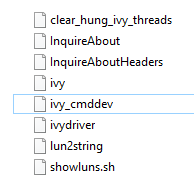 clear_hung_ivy_threads
InquireAbout
InquireAboutHeaders
ivy
ivy_cmddev
ivydriver
lun2string
showluns.sh